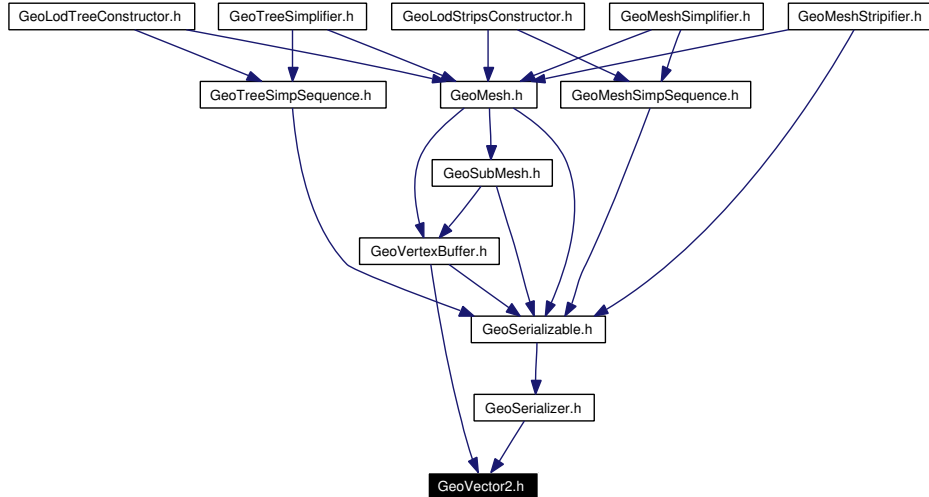 GeoLodTreeConstructor.h
GeoTreeSimplifier.h
GeoLodStripsConstructor.h
GeoMeshSimplifier.h
GeoMeshStripifier.h
GeoTreeSimpSequence.h
GeoMesh.h
GeoMeshSimpSequence.h
GeoSubMesh.h
GeoVertexBuffer.h
GeoSerializable.h
GeoSerializer.h
GeoVector2.h